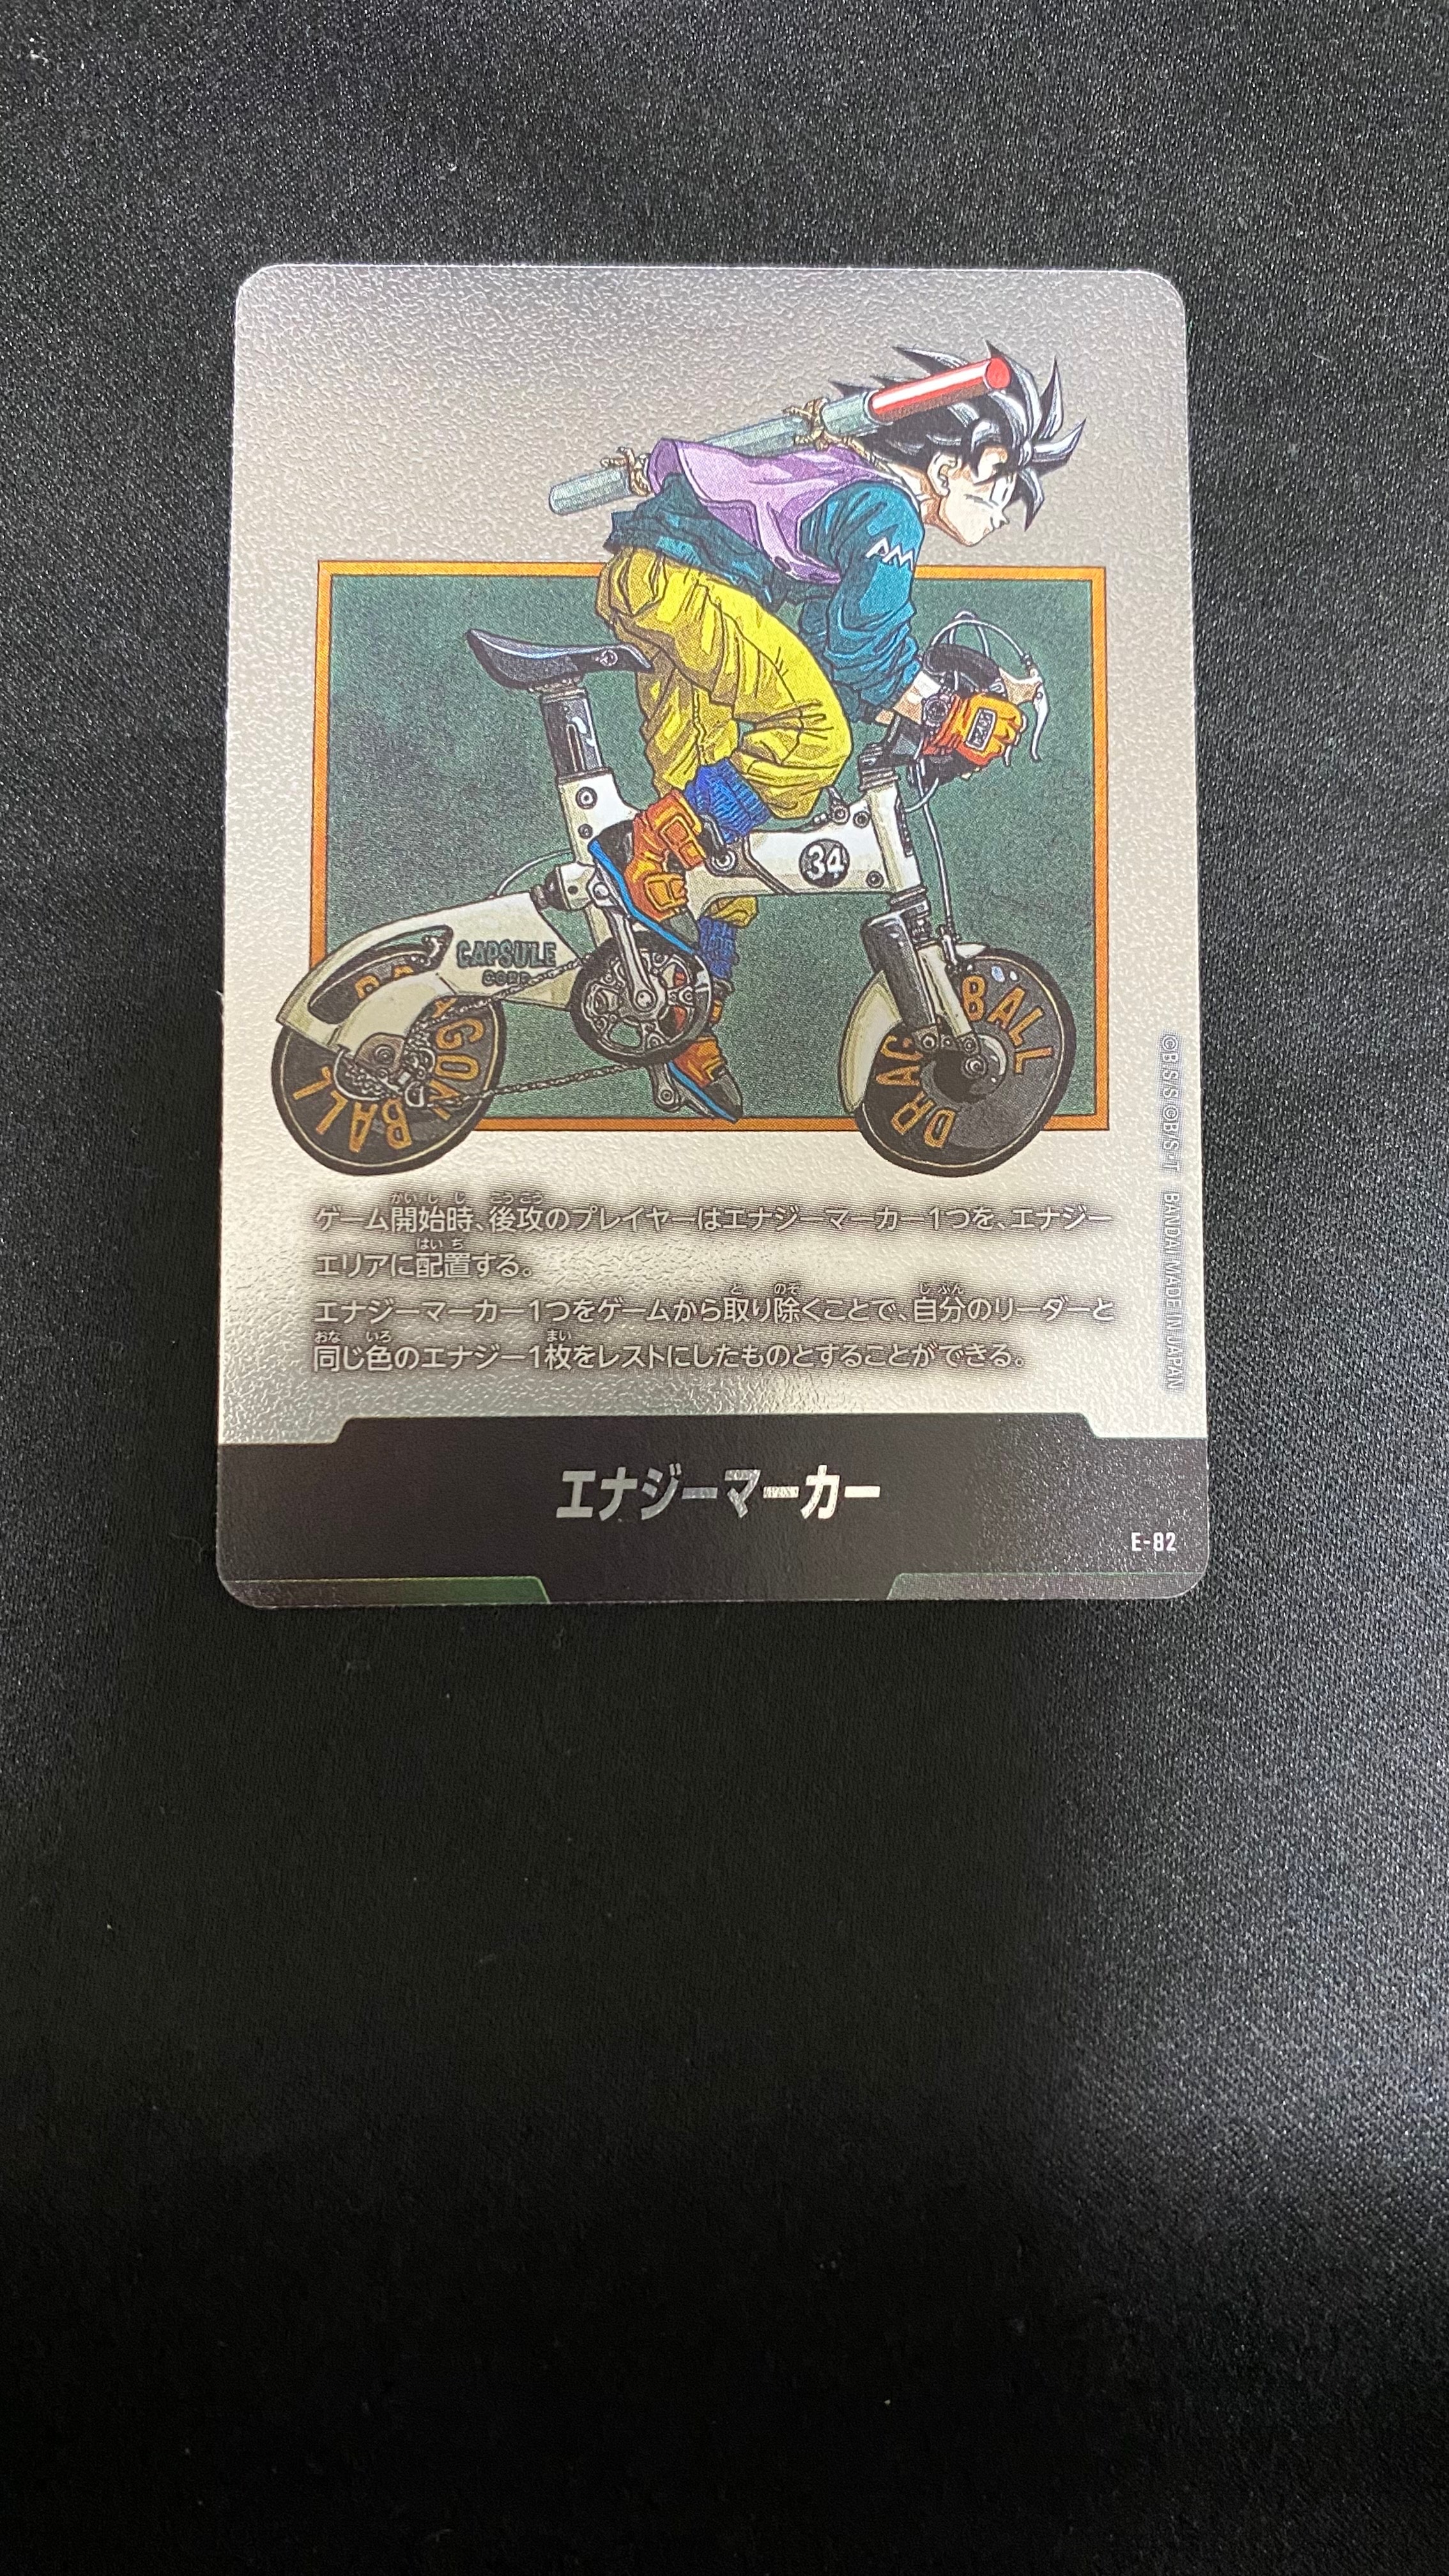 AM
34
CAPSULE
CORP
DRAGON BALL
DRAGON BALL
ゲーム開始時、後攻のプレイヤーはエナジーマーカー1つを、エナジー
エリアに配置する。
エナジーマーカー1つをゲームから取り除くことで、自分のリーダーと
同じ色のエナジー1枚をレストにしたものとすることができる。
©B.S/S ©B/S・T BANDAI MADE IN JAPAN
エナジーマーカー
E-82